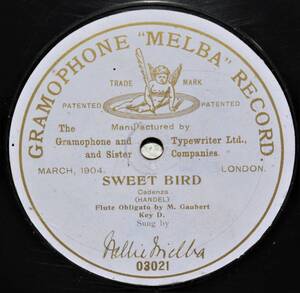 GRAMOPHONE "MELBA" RECORD.
TRADE MARK
PATENTED PATENTED
Manufactured by
The Gramophone and Typewriter Ltd.,
and Sister Companies.
MARCH, 1904. LONDON.
SWEET BIRD
Cadenza
(HANDEL)
Flute Obligato by M. Gaubert
Key D.
Sung by
Nellie Melba
03021